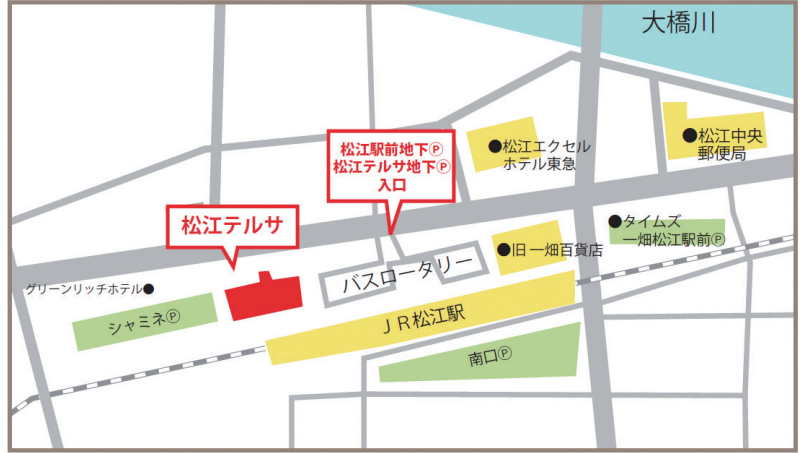 大橋川
松江駅前地下Ⓟ
松江テルサ地下Ⓟ
入口
●松江エクセル
ホテル東急
●松江中央
郵便局
松江テルサ
●タイムズ
一畑松江駅前Ⓟ
●旧一畑百貨店
バスロータリー
グリーンリッチホテル●
シャミネⓅ
JR松江駅
南口Ⓟ